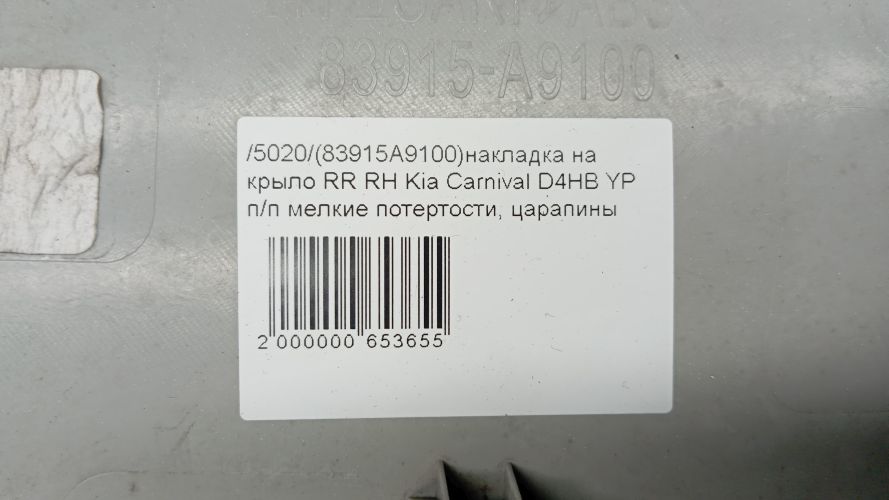 83915-A9100
/5020/(83915A9100)накладка на
крыло RR RH Kia Carnival D4HB YP
п/п мелкие потертости, царапины
2 000000 653655